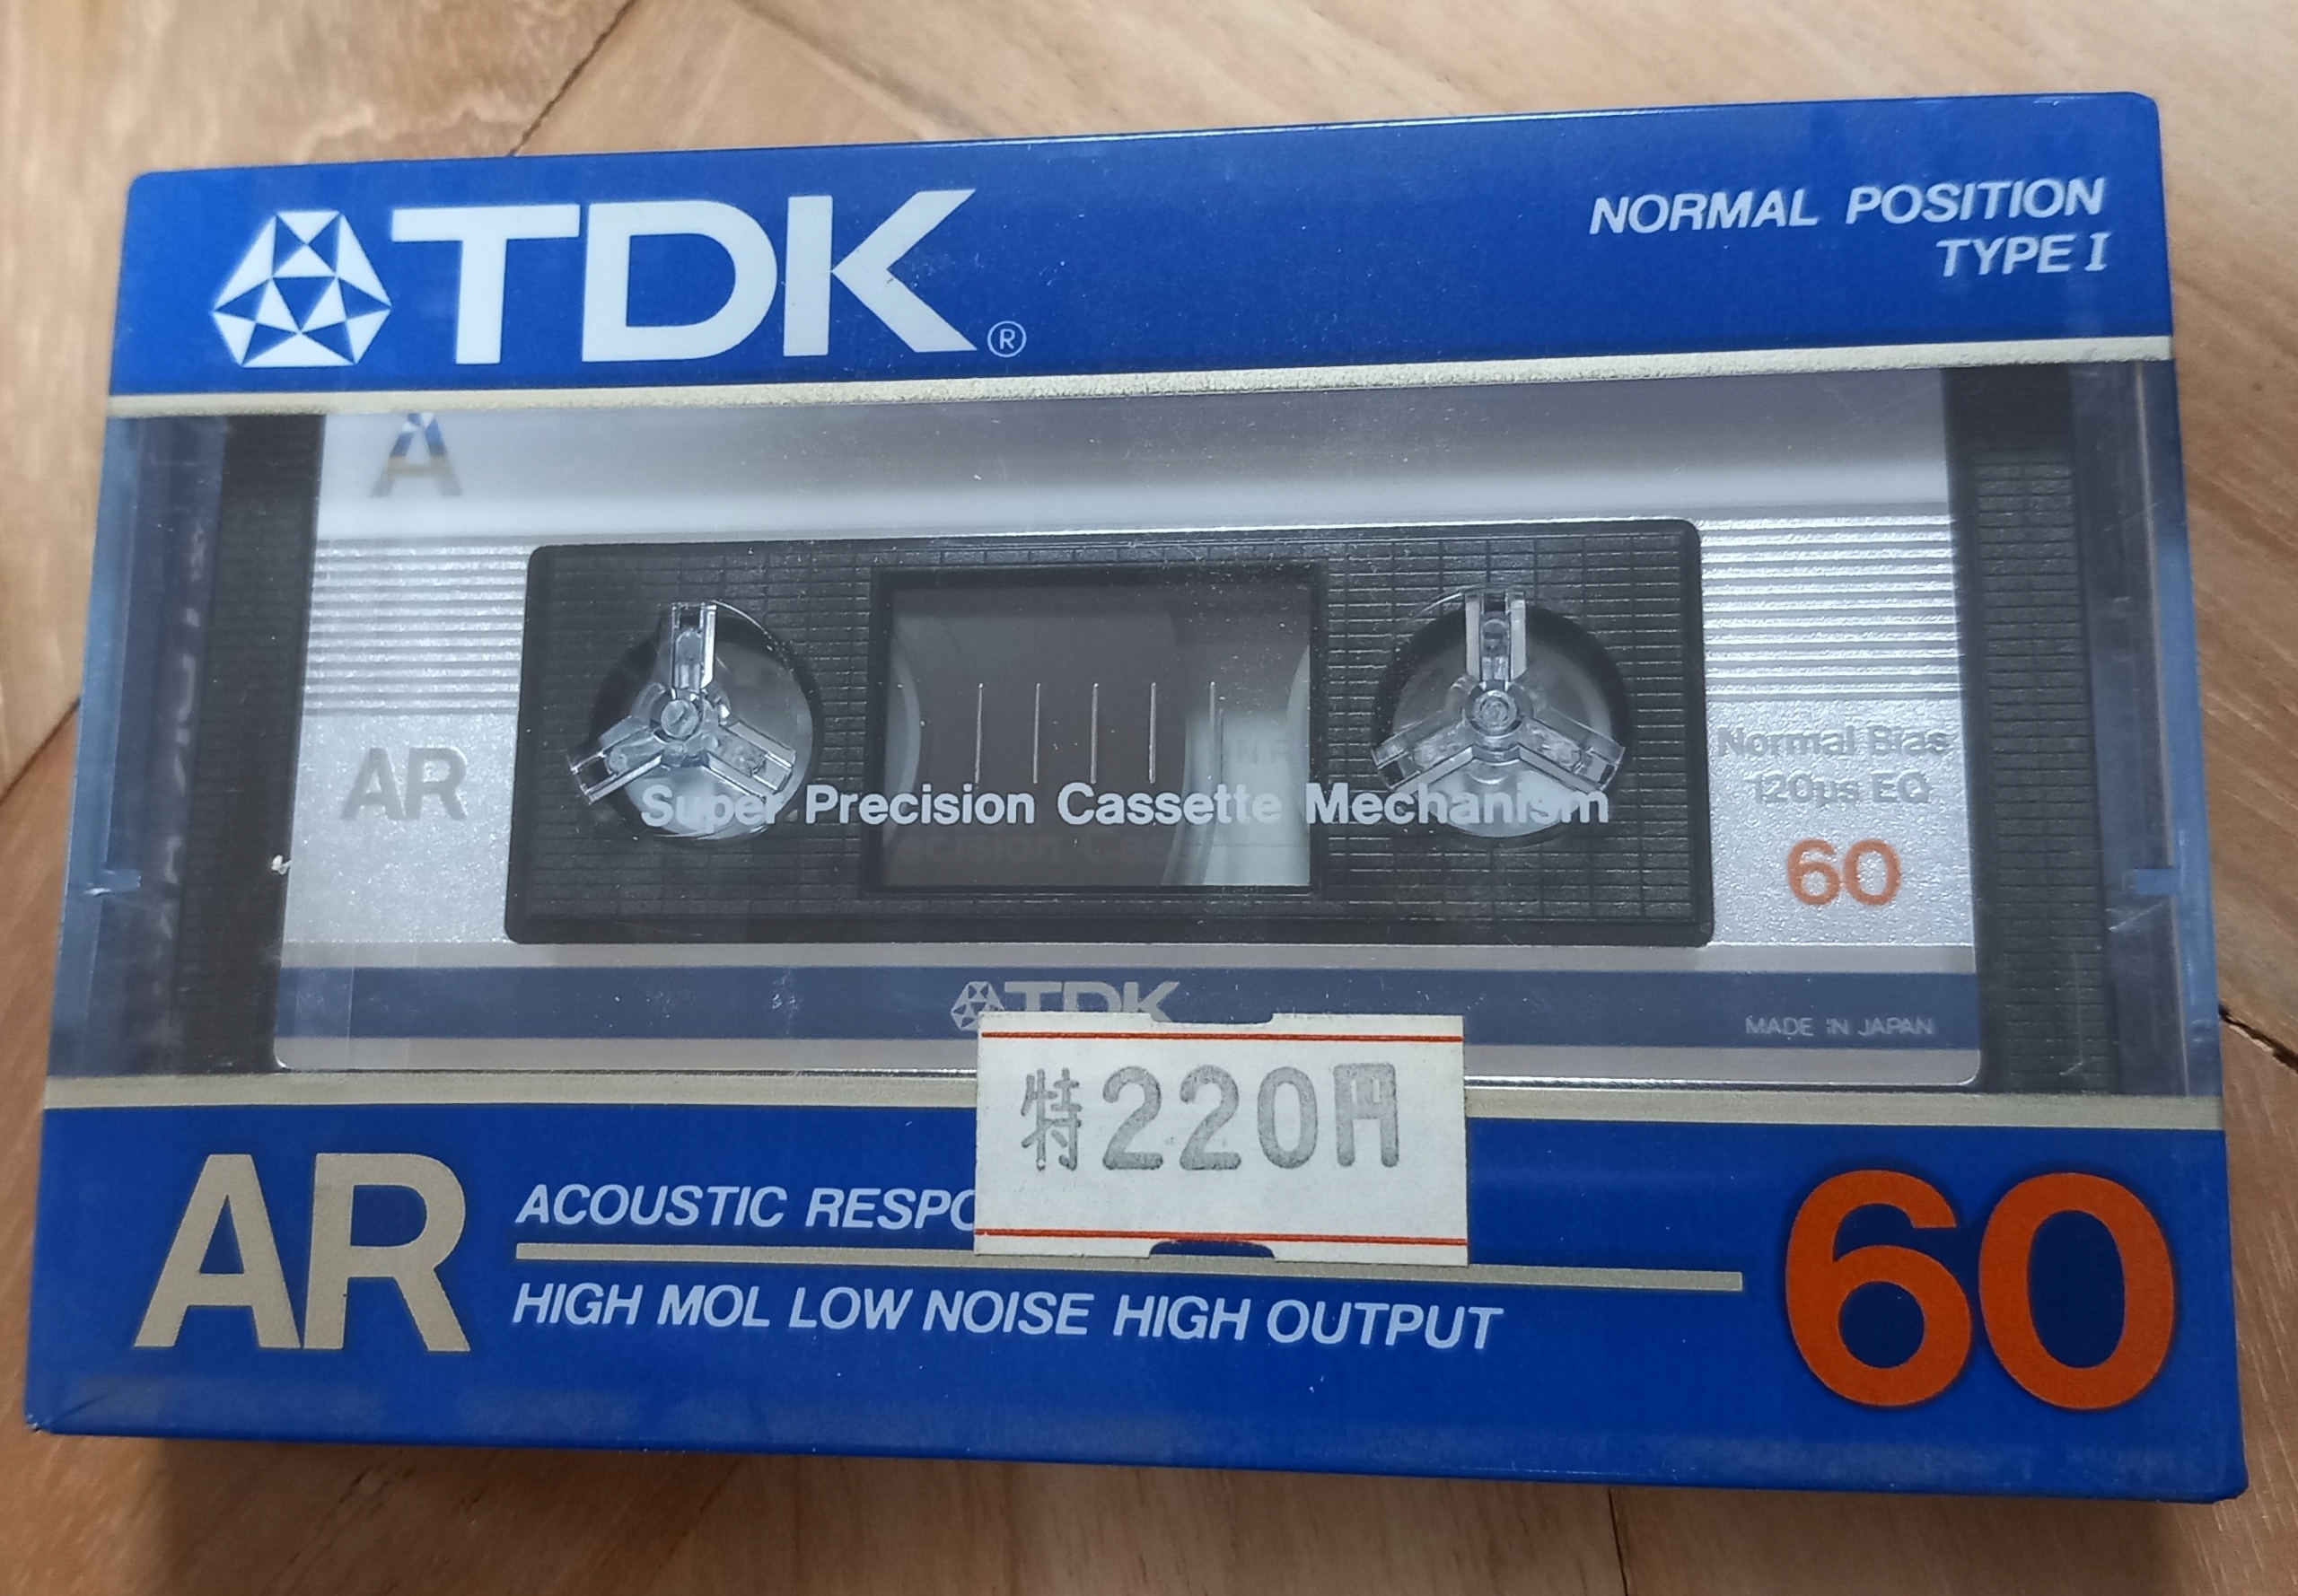 TDK®
NORMAL POSITION
TYPE I
A
AR
Normal Bias
120µs EQ
60
Super Precision Cassette Mechanism
TDK
MADE IN JAPAN
特220円
AR
ACOUSTIC RESPO
HIGH MOL LOW NOISE HIGH OUTPUT
60